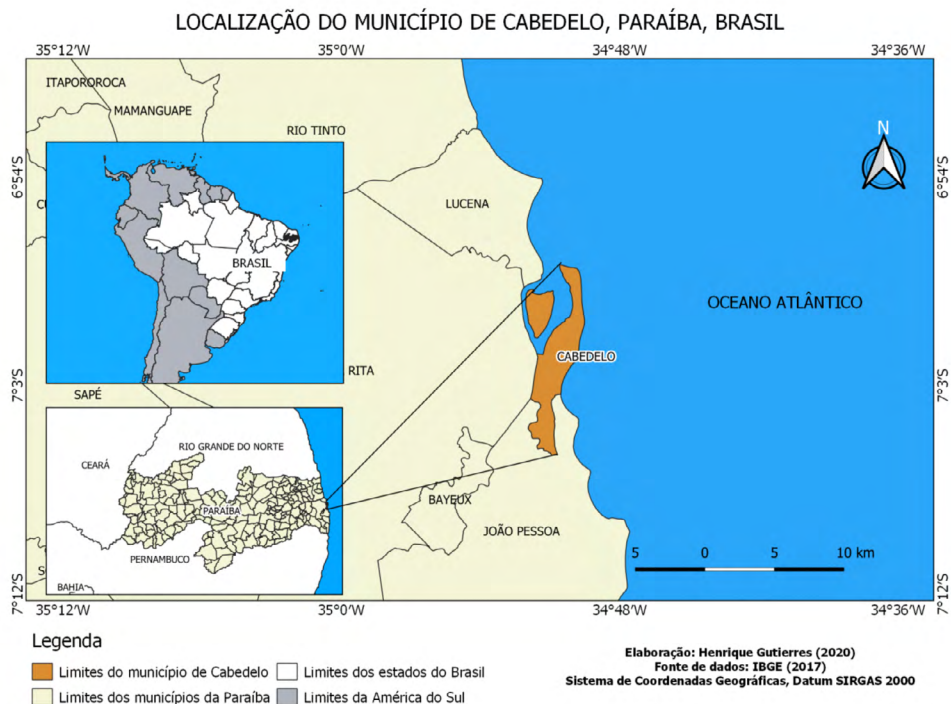 LOCALIZAÇÃO DO MUNICÍPIO DE CABEDELO, PARAÍBA, BRASIL
35°12'W 35°0'W 34°48'W 34°36'W
ITAPOROROCA
MAMANGUAPE
RIO TINTO
N
6°54'S 6°54'S
LUCENA
BRASIL
OCEANO ATLÂNTICO
CABEDELO
RITA
7°3'S 7°3'S
SAPÉ
RIO GRANDE DO NORTE
CEARÁ
PARAÍBA
BAYEUX
JOÃO PESSOA
PERNAMBUCO
5 0 5 10 km
BAHIA
7°12'S 7°12'S
35°12'W 35°0'W 34°48'W 34°36'W
Legenda
Limites do município de Cabedelo
Limites dos estados do Brasil
Limites dos municípios da Paraíba
Limites da América do Sul
Elaboração: Henrique Gutierres (2020)
Fonte de dados: IBGE (2017)
Sistema de Coordenadas Geográficas, Datum SIRGAS 2000